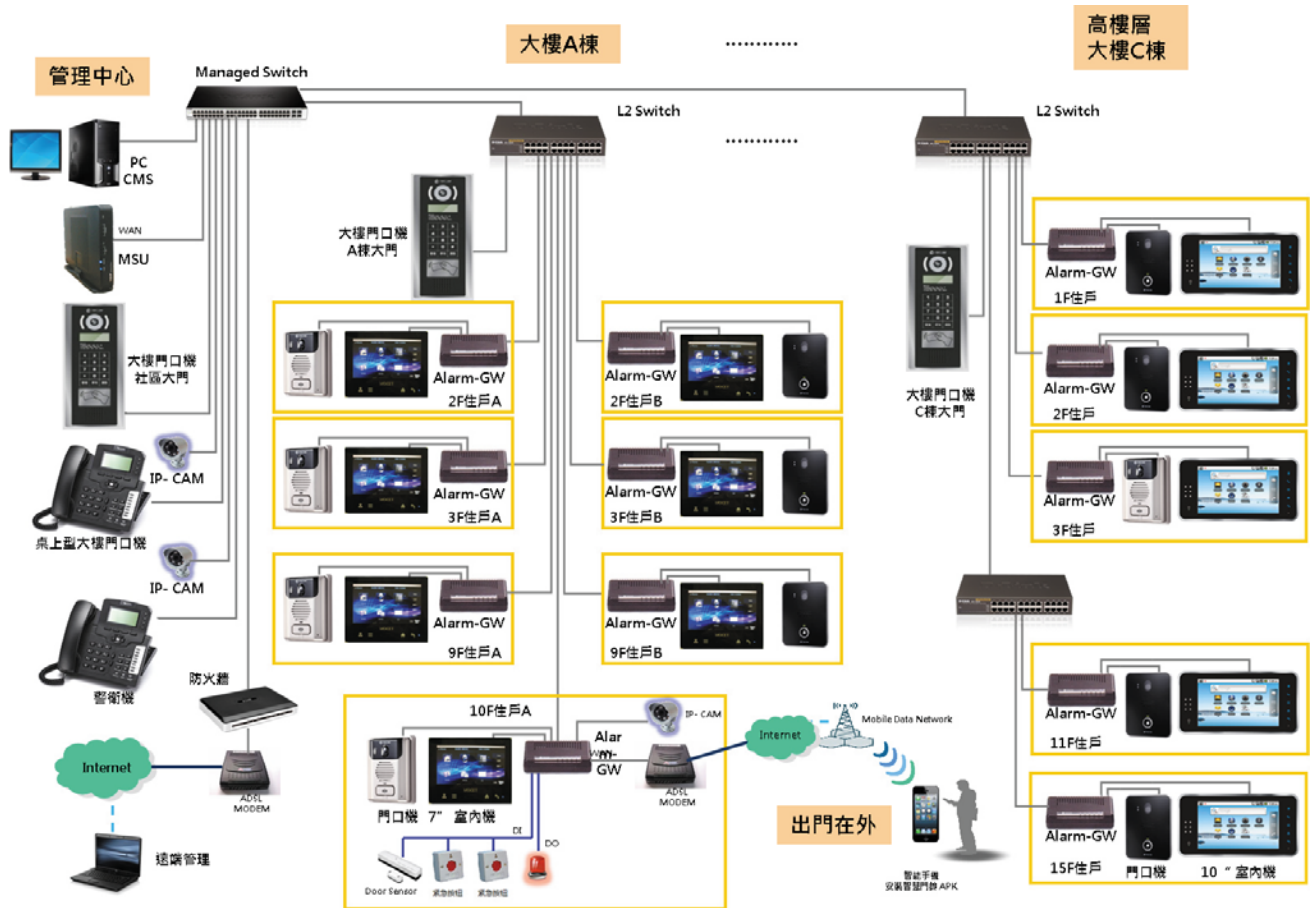 管理中心
Managed Switch
大樓A棟
············
高樓層
大樓C棟
L2 Switch
············
L2 Switch
PC
CMS
WAN
MSU
大樓門口機
社區大門
IP- CAM
桌上型大樓門口機
IP- CAM
警衛機
防火牆
Internet
ADSL
MODEM
遠端管理
大樓門口機
A棟大門
Alarm-GW
2F住戶A
Alarm-GW
3F住戶A
Alarm-GW
9F住戶A
Alarm-GW
2F住戶B
Alarm-GW
3F住戶B
Alarm-GW
9F住戶B
10F住戶A
Alar
m-
GW
WAN
IP- CAM
ADSL
MODEM
門口機
7” 室內機
DI
DO
Door Sensor
緊急按鈕
緊急按鈕
Internet
Mobile Data Network
出門在外
智能手機
安裝智慧門鈴 APK
大樓門口機
C棟大門
Alarm-GW
1F住戶
Alarm-GW
2F住戶
Alarm-GW
3F住戶
Alarm-GW
11F住戶
Alarm-GW
15F住戶
門口機
10 “ 室內機